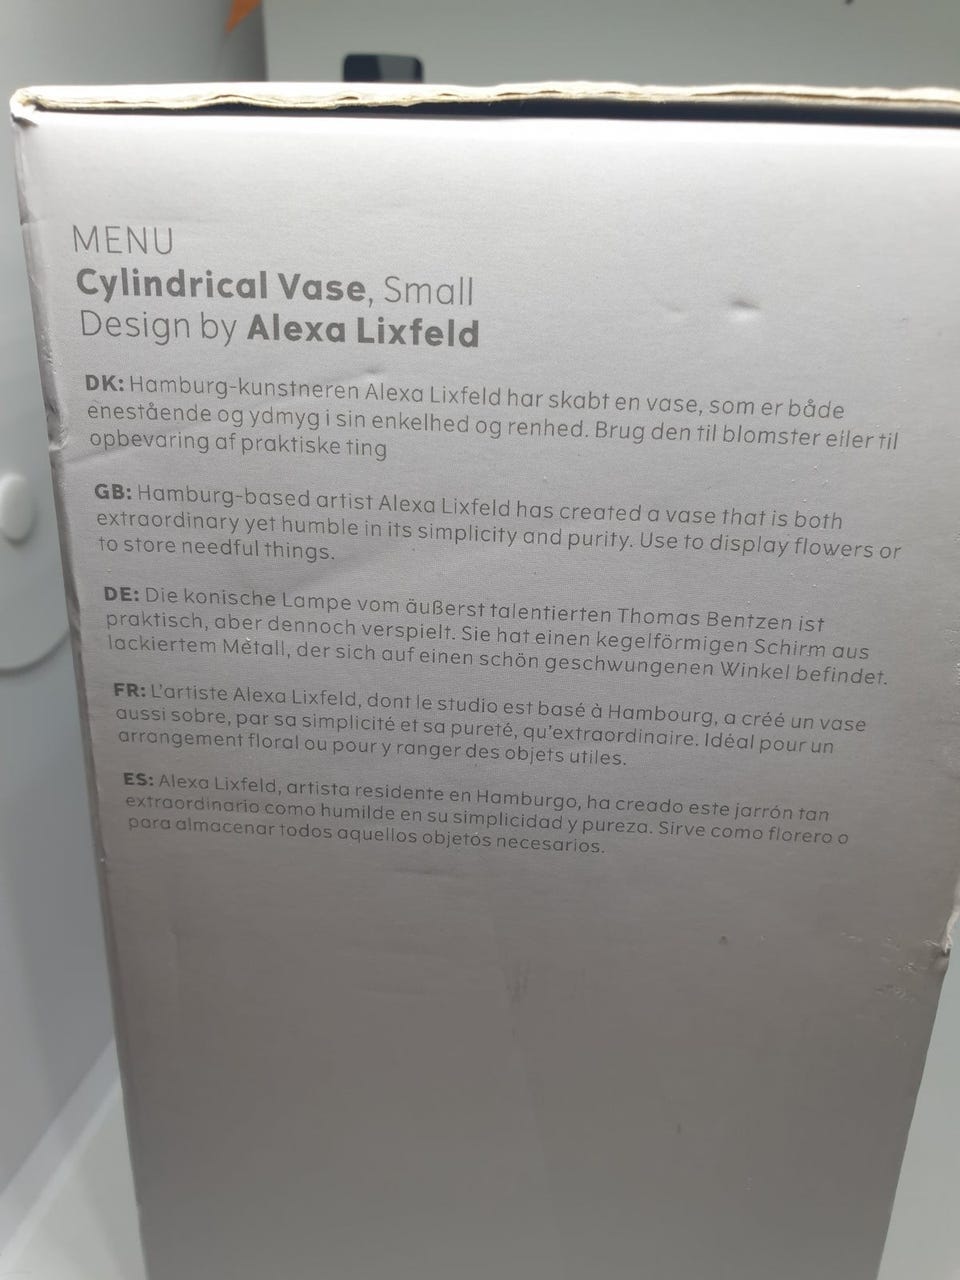 MENU
Cylindrical Vase, Small
Design by Alexa Lixfeld
DK: Hamburg-kunstneren Alexa Lixfeld har skabt en vase, som er både
enestående og ydmyg i sin enkelhed og renhed. Brug den til blomster eiler til
opbevaring af praktiske ting
GB: Hamburg-based artist Alexa Lixfeld has created a vase that is both
extraordinary yet humble in its simplicity and purity. Use to display flowers or
to store needful things.
DE: Die konische Lampe vom äußerst talentierten Thomas Bentzen ist
praktisch, aber dennoch verspielt. Sie hat einen kegelförmigen Schirm aus
lackiertem Metall, der sich auf einen schön geschwungenen Winkel befindet.
FR: L'artiste Alexa Lixfeld, dont le studio est basé à Hambourg, a créé un vase
aussi sobre, par sa simplicité et sa pureté, qu'extraordinaire. Idéal pour un
arrangement floral ou pour y ranger des objets utiles.
ES: Alexa Lixfeld, artista residente en Hamburgo, ha creado este jarrón tan
extraordinario como humilde en su simplicidad y pureza. Sirve como florero o
para almacenar todos aquellos objetós necesarios.